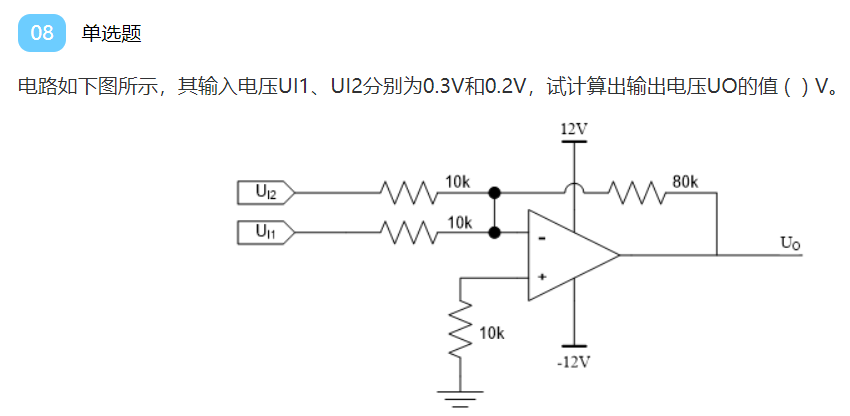 08 单选题
电路如下图所示，其输入电压UI1、UI2分别为0.3V和0.2V，试计算出输出电压UO的值 ( ) V。
12V
UI2 10k 80k
UI1 10k
-
UO
+
10k
-12V